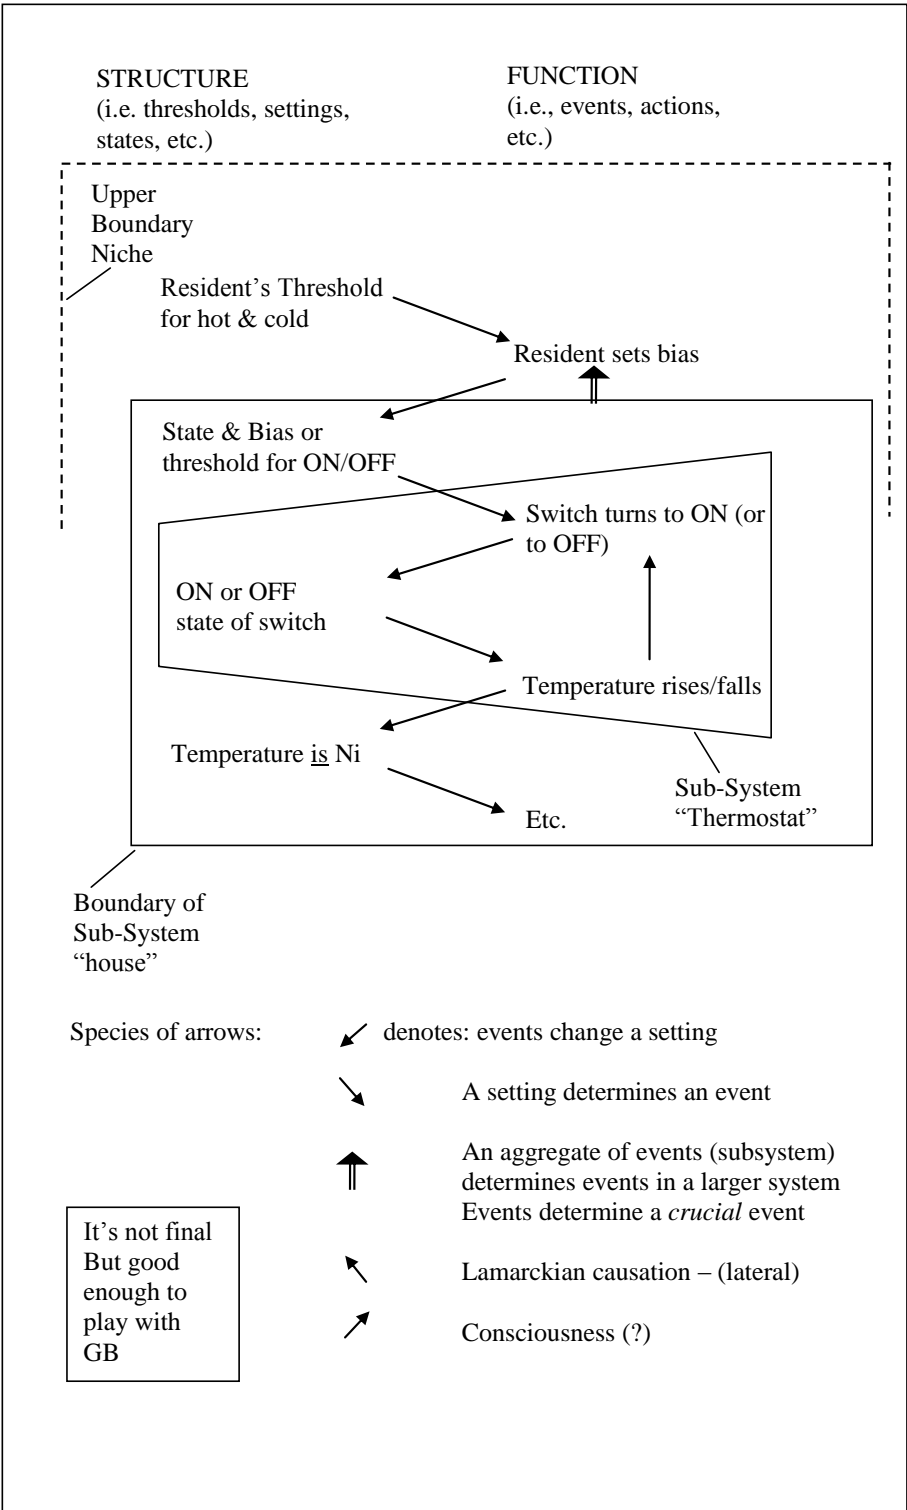 STRUCTURE
(i.e. thresholds, settings,
states, etc.)
FUNCTION
(i.e., events, actions,
etc.)
Upper
Boundary
Niche
Resident’s Threshold
for hot & cold
Resident sets bias
State & Bias or
threshold for ON/OFF
Switch turns to ON (or
to OFF)
ON or OFF
state of switch
Temperature rises/falls
Temperature is Ni
Sub-System
“Thermostat”
Etc.
Boundary of
Sub-System
“house”
Species of arrows:
denotes: events change a setting
A setting determines an event
An aggregate of events (subsystem)
determines events in a larger system
Events determine a crucial event
Lamarckian causation – (lateral)
Consciousness (?)
It’s not final
But good
enough to
play with
GB